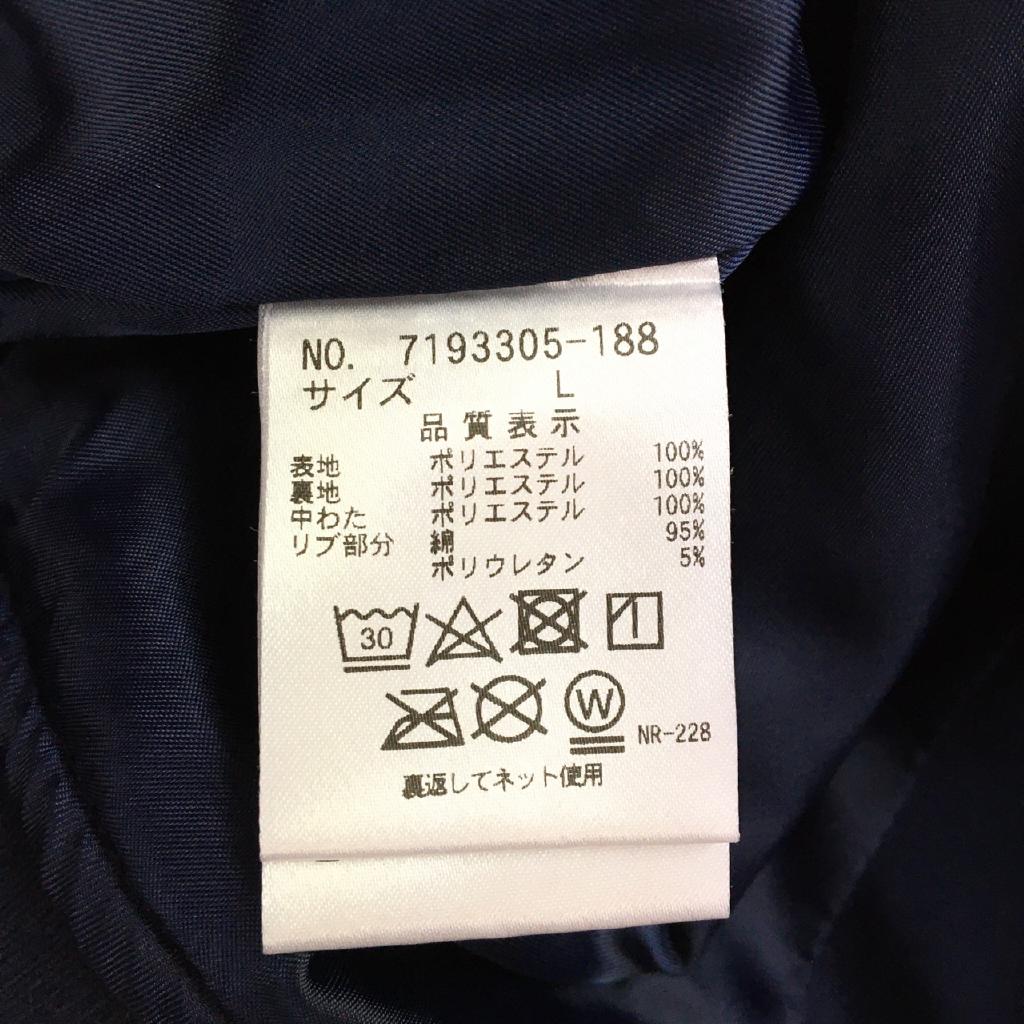 NO. 7193305-188
サイズ L
品質表示
表地 ポリエステル 100%
裏地 ポリエステル 100%
中わた ポリエステル 100%
リブ部分 綿 95%
ポリウレタン 5%
30
W NR-228
裏返してネット使用